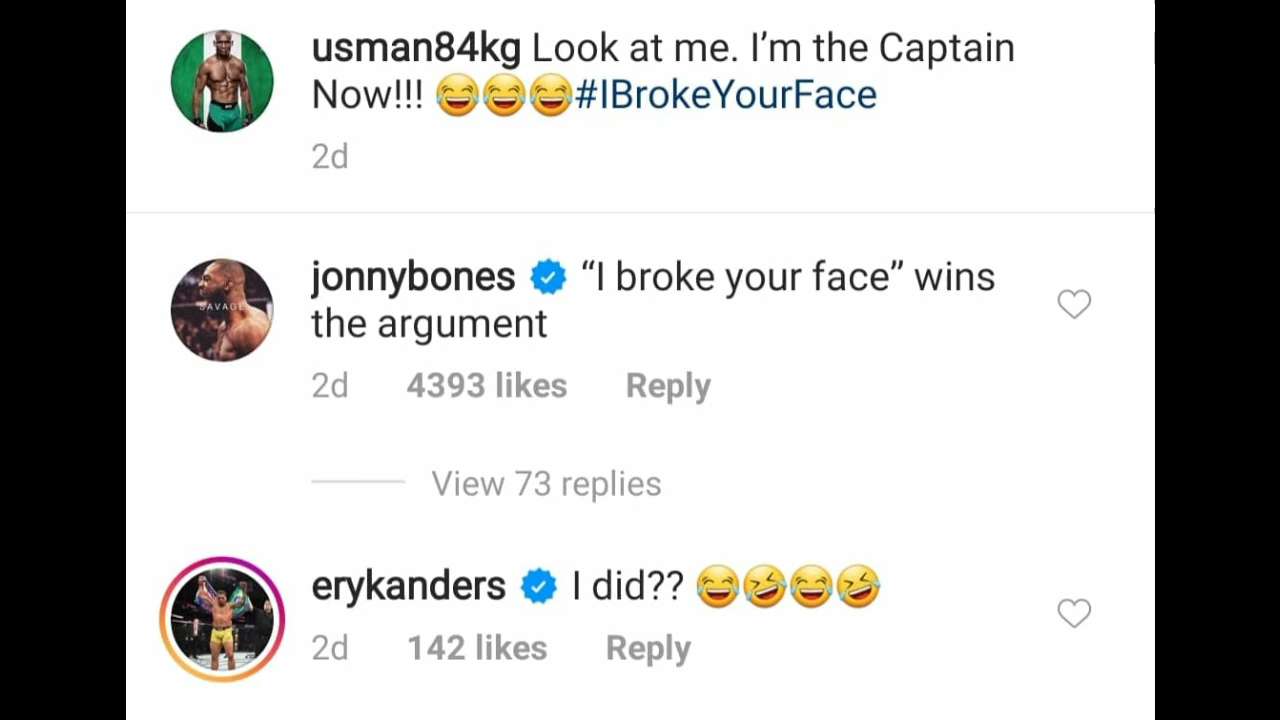 usman84kg Look at me. I’m the Captain
Now!!! 😂😂😂#IBrokeYourFace
2d
jonnybones “I broke your face” wins
the argument
SAVAGE
2d 4393 likes Reply
View 73 replies
erykanders I did?? 😂🤣😂🤣
2d 142 likes Reply